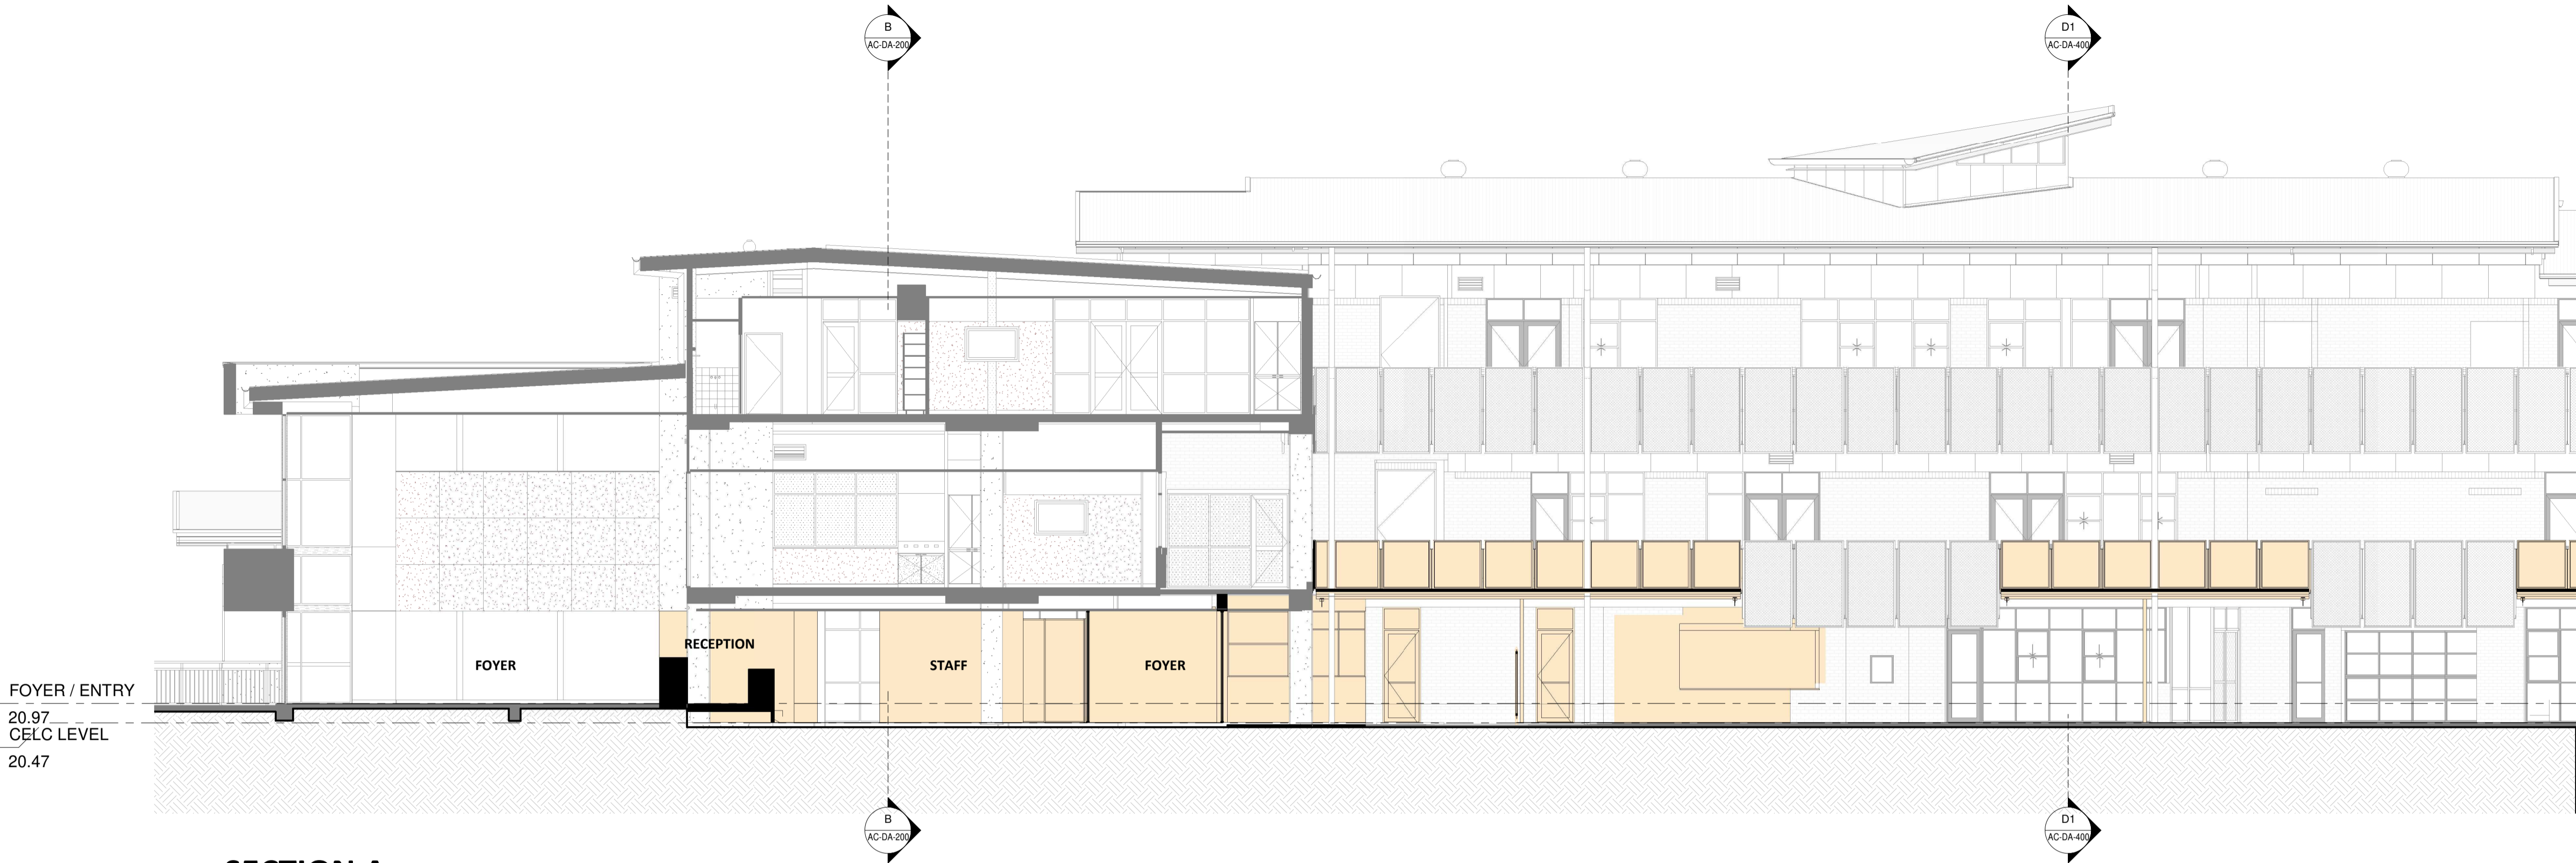 B
AC-DA-200
D1
AC-DA-400
RECEPTION
FOYER
STAFF
FOYER
FOYER / ENTRY
20.97
CELC LEVEL
20.47
B
AC-DA-200
D1
AC-DA-400
SECTION A